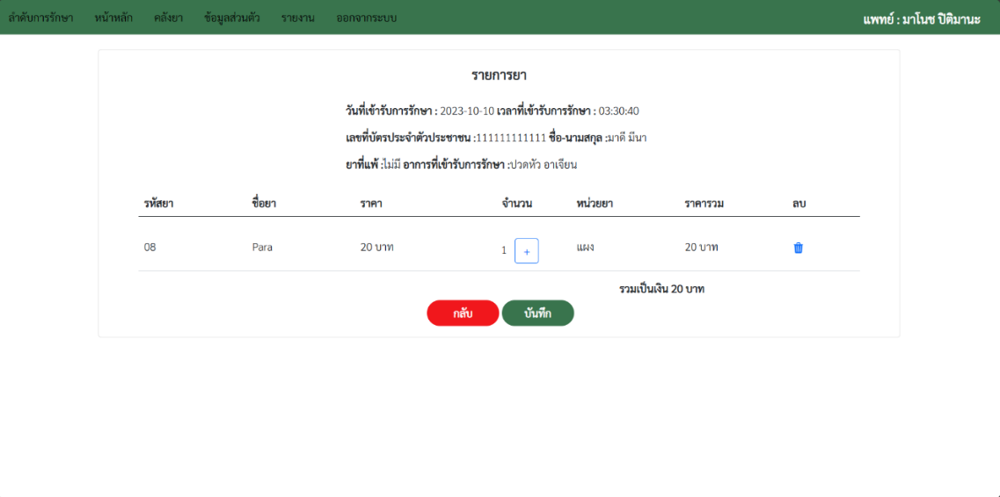 ลำดับการรักษา หน้าหลัก คลังยา ข้อมูลส่วนตัว รายงาน ออกจากระบบ แพทย์ : มาโนช ปิติมานะ
รายการยา
วันที่เข้ารับการรักษา : 2023-10-10 เวลาที่เข้ารับการรักษา : 03:30:40
เลขที่บัตรประจำตัวประชาชน :111111111111 ชื่อ-นามสกุล :มาดี มีนา
ยาที่แพ้ :ไม่มี อาการที่เข้ารับการรักษา :ปวดหัว อาเจียน
รหัสยา ชื่อยา ราคา จำนวน หน่วยยา ราคารวม ลบ
08 Para 20 บาท 1 + แผง 20 บาท
รวมเป็นเงิน 20 บาท
กลับ บันทึก